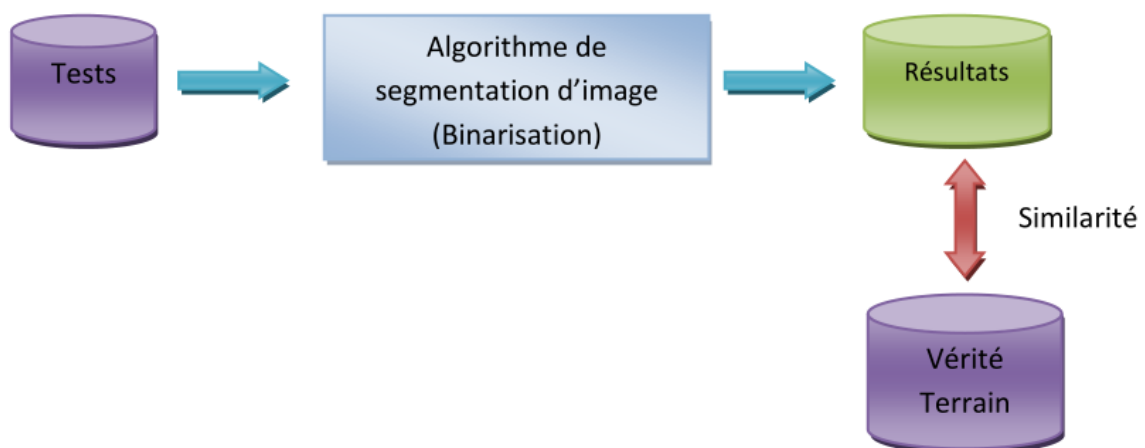 Tests
Algorithme de
segmentation d'image
(Binarisation)
Résultats
Similarité
Vérité
Terrain